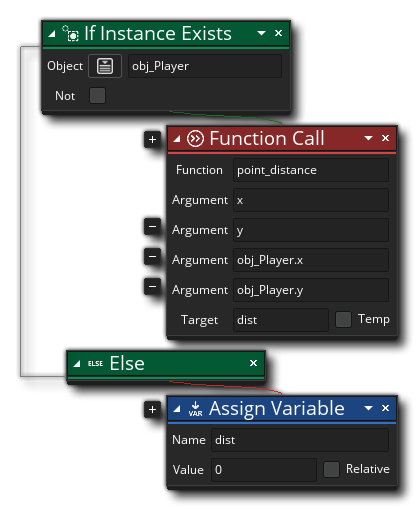 If Instance Exists
Object obj_Player
Not
Function Call
Function point_distance
Argument x
Argument y
Argument obj_Player.x
Argument obj_Player.y
Target dist Temp
ELSE Else
VAR Assign Variable
Name dist
Value 0 Relative